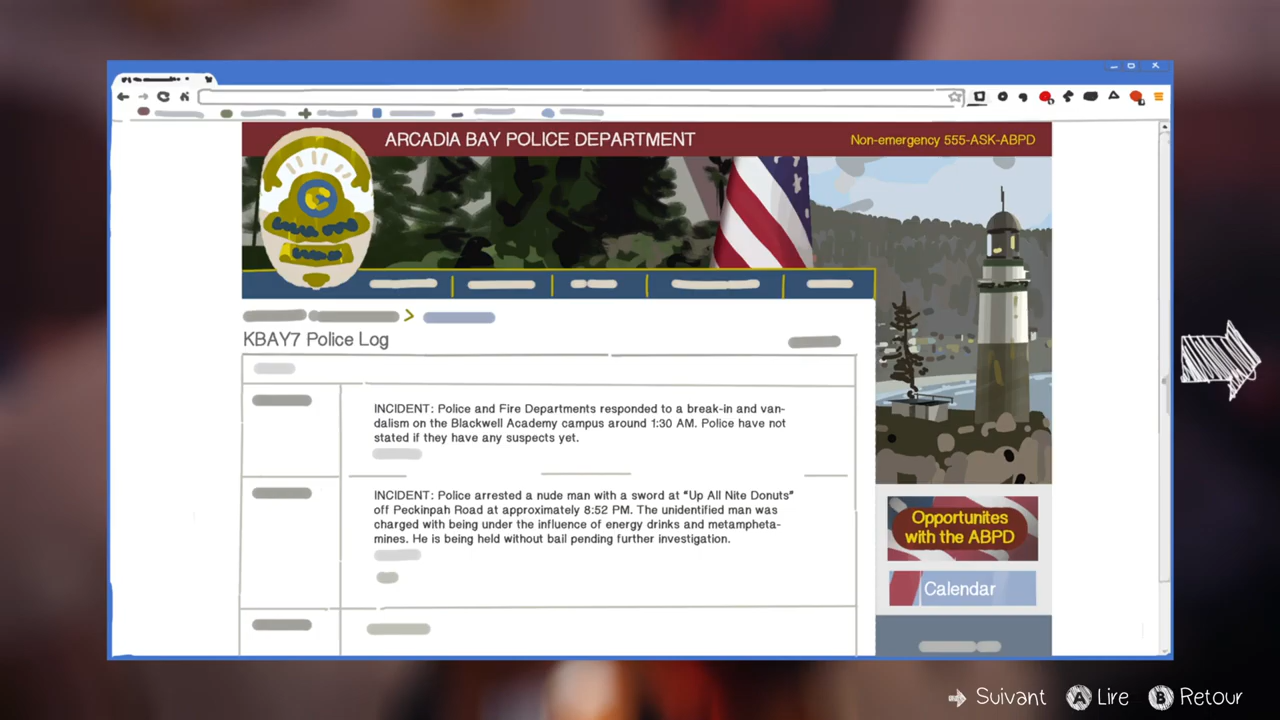 ARCADIA BAY POLICE DEPARTMENT
Non-emergency 555-ASK-ABPD
KBAY7 Police Log
INCIDENT: Police and Fire Departments responded to a break-in and van-
dalism on the Blackwell Academy campus around 1:30 AM. Police have not
stated if they have any suspects yet.
INCIDENT: Police arrested a nude man with a sword at “Up All Nite Donuts”
off Peckinpah Road at approximately 8:52 PM. The unidentified man was
charged with being under the influence of energy drinks and metampheta-
mines. He is being held without bail pending further investigation.
Opportunites
with the ABPD
Calendar
Suivant A Lire B Retour